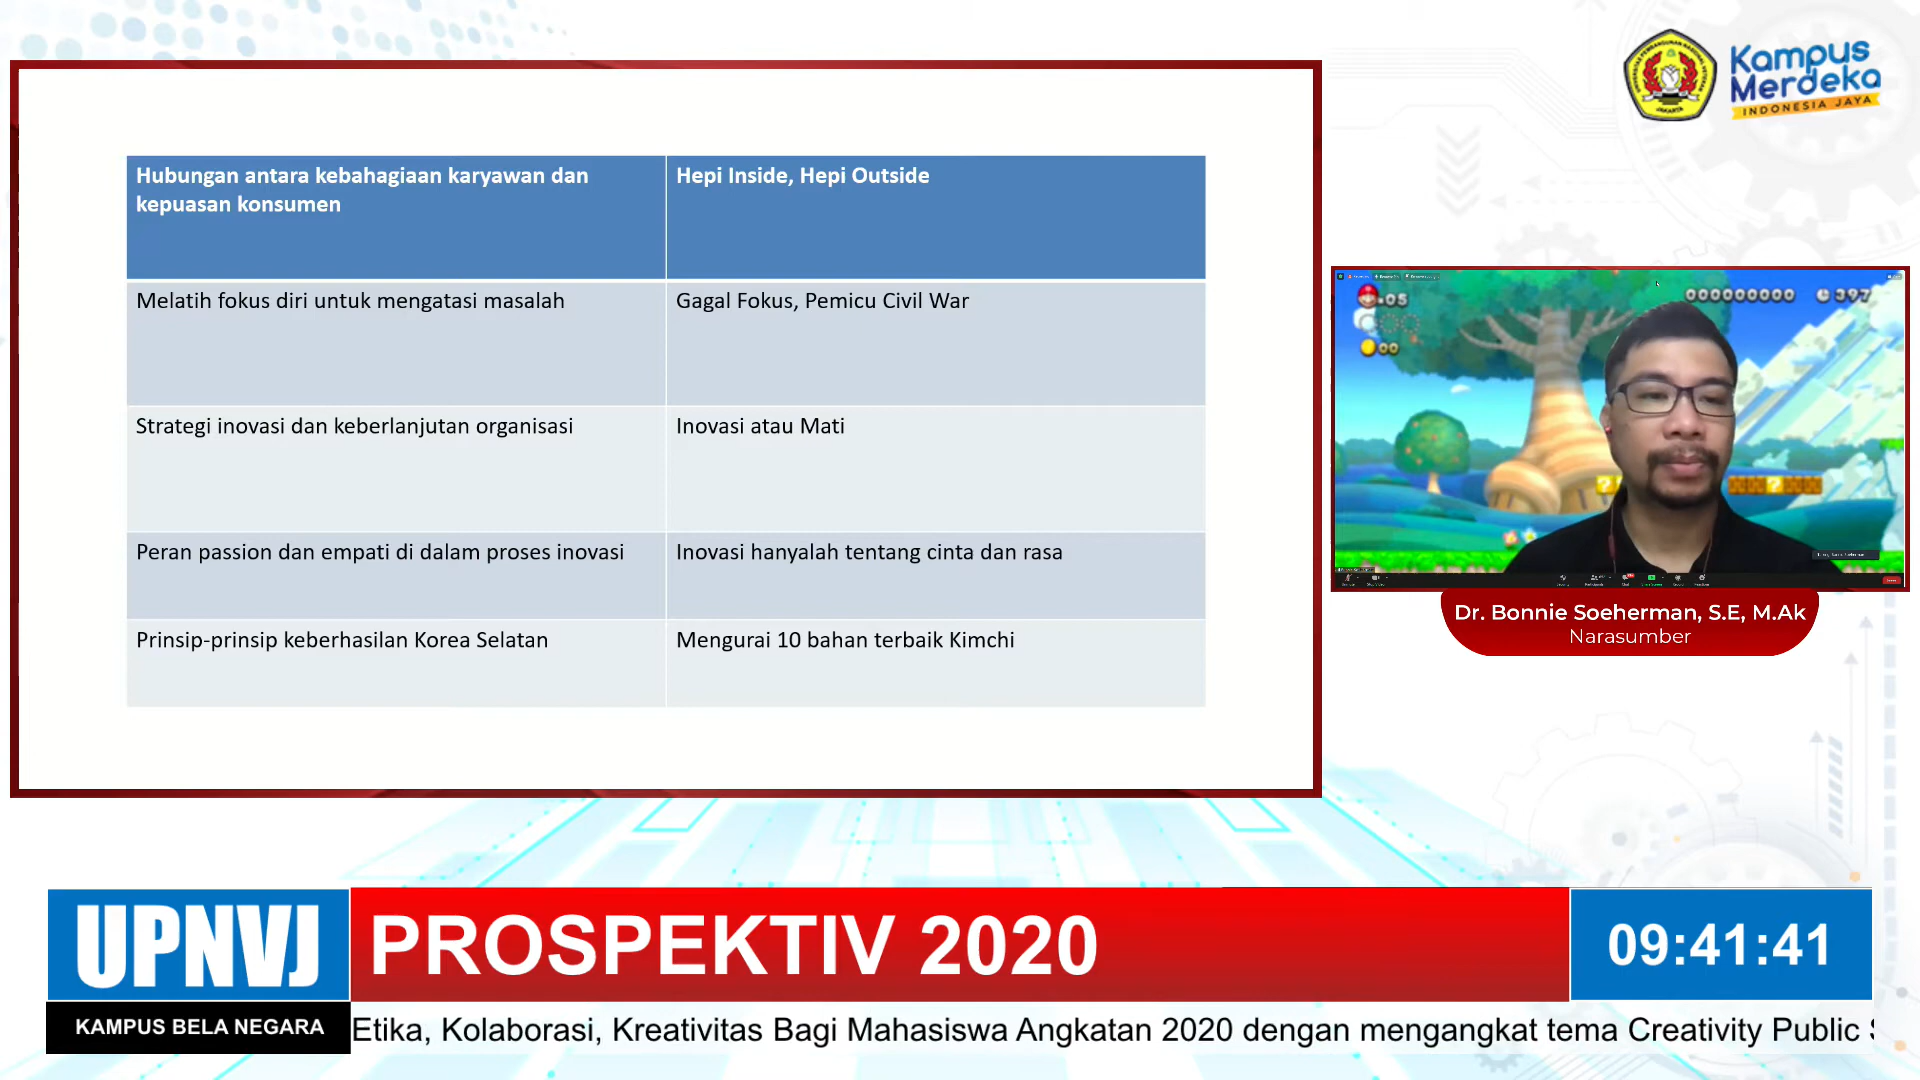 Kampus
Merdeka
INDONESIA JAYA
Hubungan antara kebahagiaan karyawan dan
kepuasan konsumen
Hepi Inside, Hepi Outside
Melatih fokus diri untuk mengatasi masalah
Gagal Fokus, Pemicu Civil War
Strategi inovasi dan keberlanjutan organisasi
Inovasi atau Mati
Peran passion dan empati di dalam proses inovasi
Inovasi hanyalah tentang cinta dan rasa
Prinsip-prinsip keberhasilan Korea Selatan
Mengurai 10 bahan terbaik Kimchi
05
000000000
397
00
Dr. Bonnie Soeherman, S.E, M.Ak
Narasumber
UPNVJ
PROSPEKTIV 2020
09:41:41
KAMPUS BELA NEGARA
Etika, Kolaborasi, Kreativitas Bagi Mahasiswa Angkatan 2020 dengan mengangkat tema Creativity Public